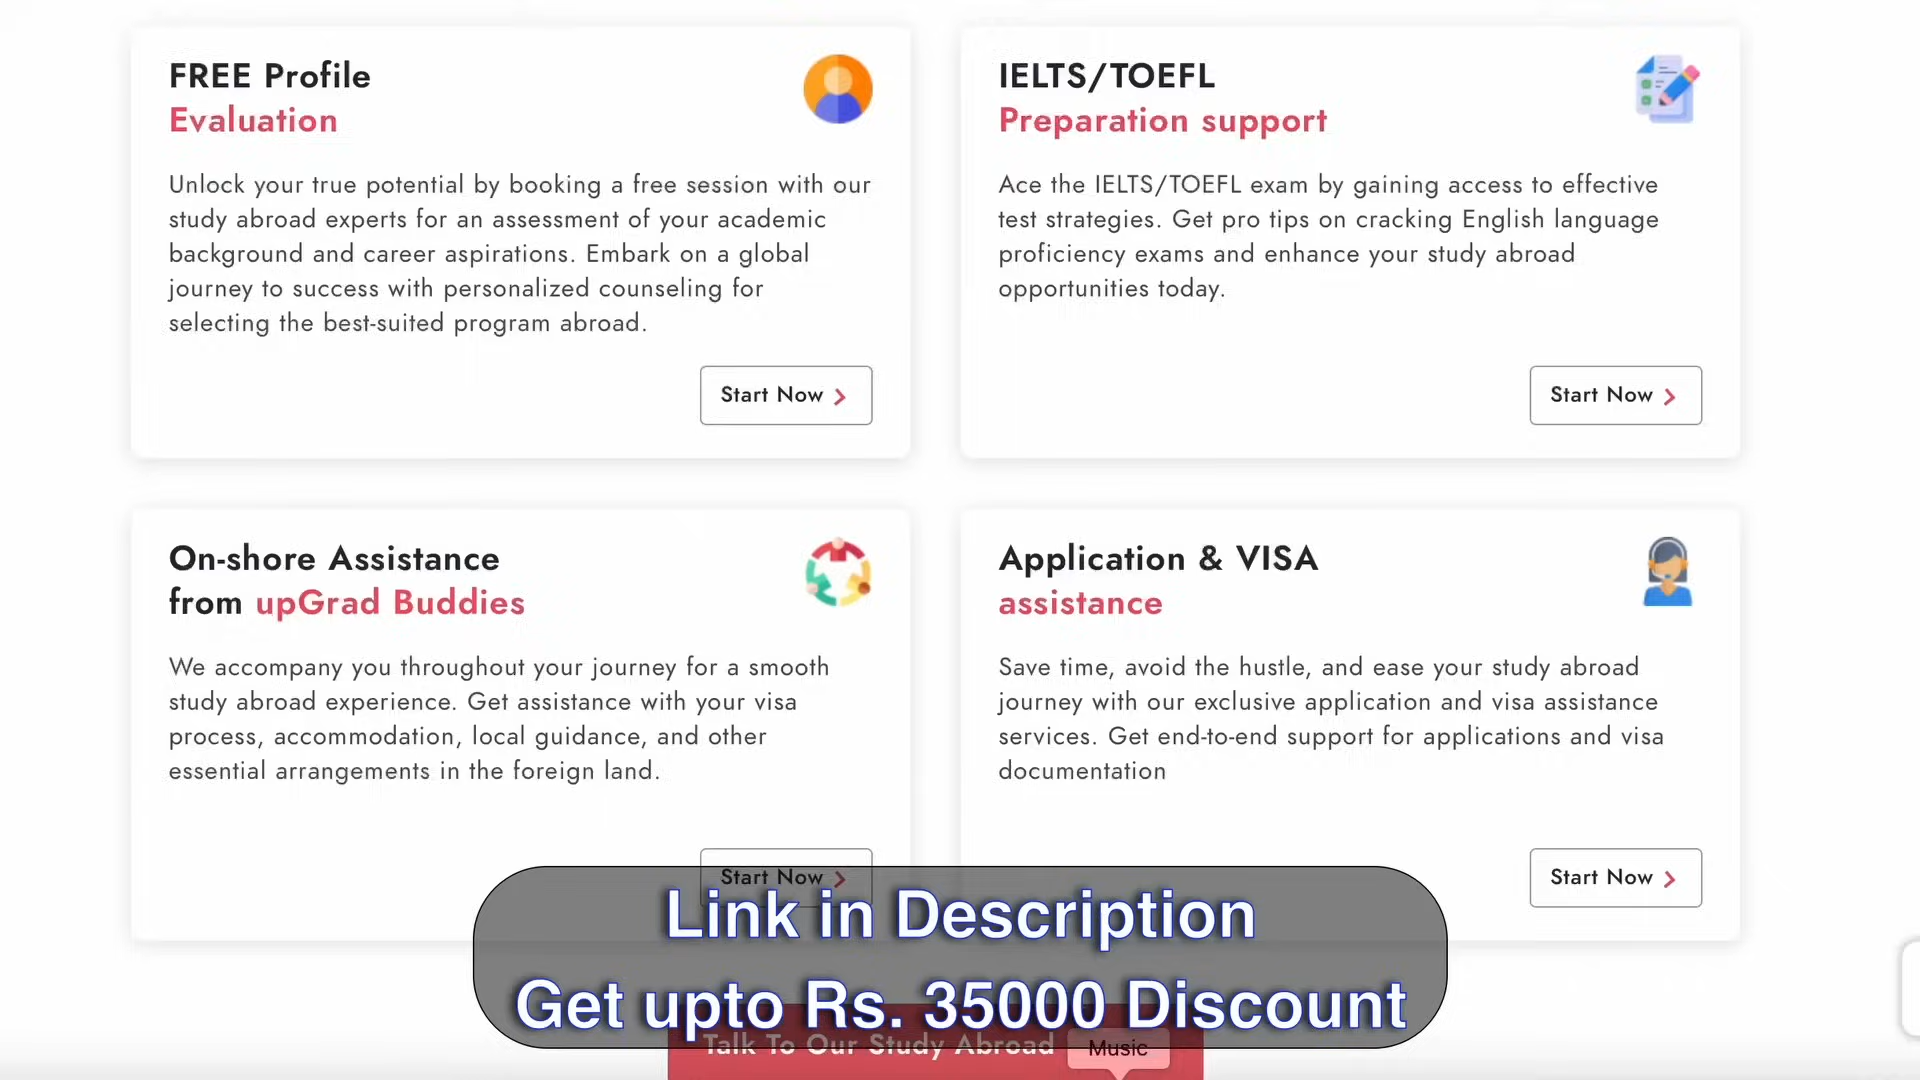 FREE Profile
Evaluation
Unlock your true potential by booking a free session with our
study abroad experts for an assessment of your academic
background and career aspirations. Embark on a global
journey to success with personalized counseling for
selecting the best-suited program abroad.
Start Now
IELTS/TOEFL
Preparation support
Ace the IELTS/TOEFL exam by gaining access to effective
test strategies. Get pro tips on cracking English language
proficiency exams and enhance your study abroad
opportunities today.
Start Now
On-shore Assistance
from upGrad Buddies
We accompany you throughout your journey for a smooth
study abroad experience. Get assistance with your visa
process, accommodation, local guidance, and other
essential arrangements in the foreign land.
Start Now
Application & VISA
assistance
Save time, avoid the hustle, and ease your study abroad
journey with our exclusive application and visa assistance
services. Get end-to-end support for applications and visa
documentation
Start Now
Link in Description
Get upto Rs. 35000 Discount
Talk To Our Study Abroad
Music